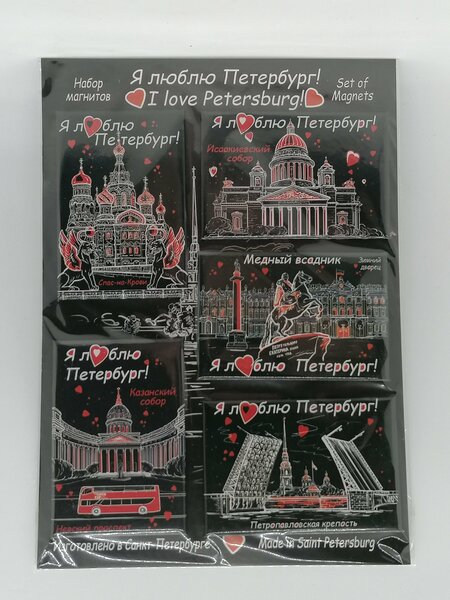 Набор
магнитов
Я люблю Петербург!
I love Petersburg!
Set of
Magnets
Я люблю
Петербург!
Спас-на-Крови
Я люблю Петербург!
Исаакиевский
собор
Медный всадник
Зимний
дворец
Я люблю Петербург!
Я люблю
Петербург!
Казанский
собор
Невский проспект
Я люблю Петербург!
Петропавловская крепость
Изготовлено в Санкт-Петербурге
Made in Saint Petersburg